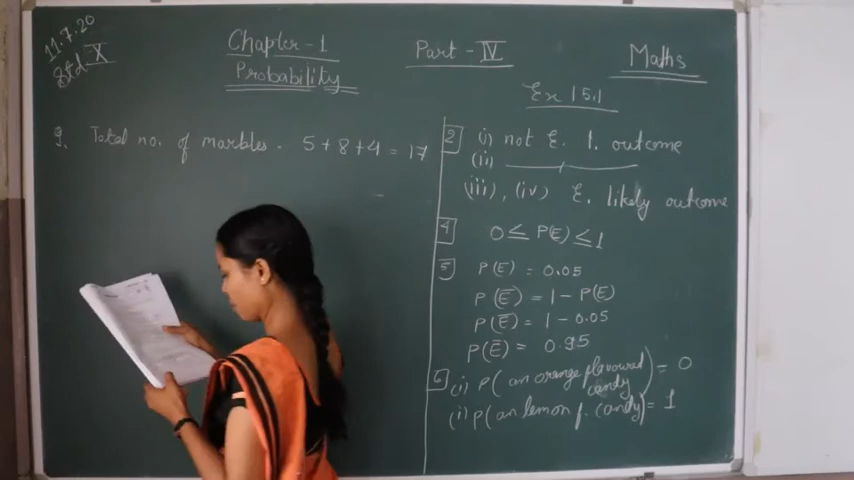 11.7.20
Std X
Chapter-1
Probability
Part - IV
Maths
Ex 15.1
9. Total no. of marbles = 5+8+4 = 17
2 (i) not E. l. outcome
(ii)
(iii), (iv) E. likely outcome
4 0 ≤ P(E) ≤ 1
5 P(E) = 0.05
P(E̅) = 1 - P(E)
P(E̅) = 1 - 0.05
P(E̅) = 0.95
6 (i) P( an orange flavoured candy ) = 0
(i) P( an lemon f. candy) = 1